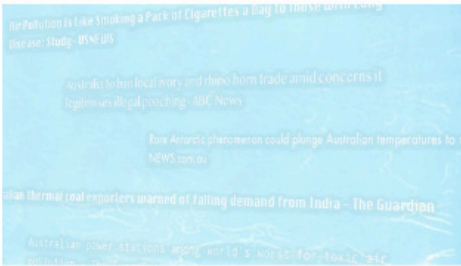 Air Pollution is Like Smoking a Pack of Cigarettes a Day to Those With Lung
Disease: Study- USNEWS
Australia to ban local ivory and rhino horn trade amid concerns it
legitimises illegal poaching- ABC News
Rare Antarctic phenomenon could plunge Australian temperatures to
NEWS.com.au
thermal coal exporters warned of falling demand from India - The Guardian
Australian power stations among world's worst for toxic air